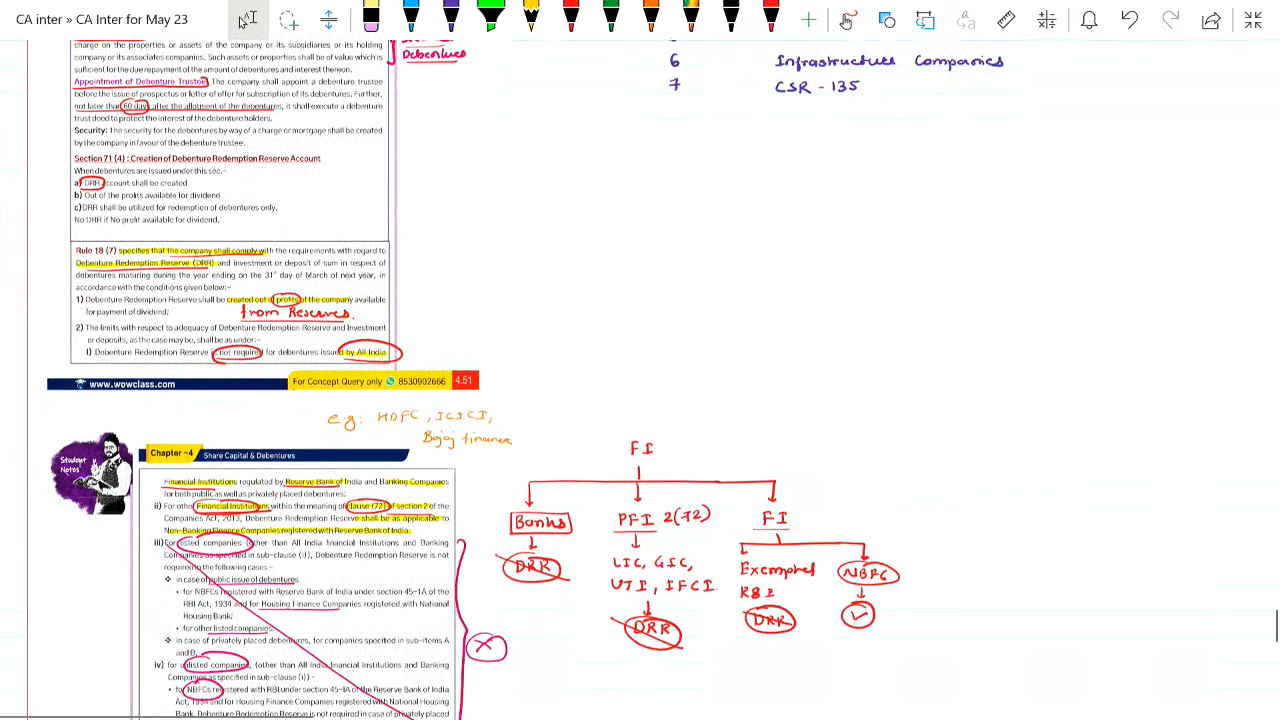 CA inter » CA Inter for May 23
charge on the properties or assets of the company or its subsidiaries or its holding
company or its associates companies. Such assets or properties shall be of value which is
sufficient for the due repayment of the amount of debentures and interest thereon.
Debentures
Appointment of Debenture Trustee: The company shall appoint a debenture trustee
before the issue of prospectus or letter of offer for subscription of its debentures. Further,
not later than 60 days after the allotment of the debentures, it shall execute a debenture
trust deed to protect the interest of the debenture holders.
Security: The security for the debentures by way of a charge or mortgage shall be created
by the company in favour of the debenture trustee.
Section 71 (4) : Creation of Debenture Redemption Reserve Account
When debentures are issued under this sec.-
a) DRR account shall be created
b) Out of the profits available for dividend
c) DRR shall be utilized for redemption of debentures only.
No DRR if No profit available for dividend.
Rule 18 (7) specifies that the company shall comply with the requirements with regard to
Debenture Redemption Reserve (DRR) and investment or deposit of sum in respect of
debentures maturing during the year ending on the 31st day of March of next year, in
accordance with the conditions given below:-
1) Debenture Redemption Reserve shall be created out of profits of the company available
for payment of dividend;
from Reserves.
2) The limits with respect to adequacy of Debenture Redemption Reserve and Investment
or deposits, as the case may be, shall be as under:-
I) Debenture Redemption Reserve is not required for debentures issued by All India
www.wowclass.com
For Concept Query only 8530902666
4.51
6 Infrastructure Companies
7 CSR - 135
e.g: HDFC, ICICI,
Bajaj finance
Student
Notes
Chapter -4
Share Capital & Debentures
Financial Institutions regulated by Reserve Bank of India and Banking Companies
for both public as well as privately placed debentures;
ii) For other Financial Institutions within the meaning of clause (72) of section 2 of the
Companies Act, 2013, Debenture Redemption Reserve shall be as applicable to
Non-Banking Finance Companies registered with Reserve Bank of India.
iii) For listed companies (other than All India financial Institutions and Banking
Companies as specified in sub-clause (i)), Debenture Redemption Reserve is not
required in the following cases:-
in case of public issue of debentures
• for NBFCs registered with Reserve Bank of India under section 45-1A of the
RBI Act, 1934 and for Housing Finance Companies registered with National
Housing Bank;
• for other listed companies;
in case of privately placed debentures, for companies specified in sub-items A
and B,
X
iv) for unlisted companies, (other than All India financial Institutions and Banking
Companies as specified in sub-clause (i)) -
• for NBFCs registered with RBI under section 45-IA of the Reserve Bank of India
Act, 1934 and for Housing Finance Companies registered with National Housing
Bank, Debenture Redemption Reserve is not required in case of privately placed
FI
Banks
PFI 2(72)
FI
DRR
LIC, GIC,
UTI, IFCI
DRR
Exempted
RBI
DRR
NBFC